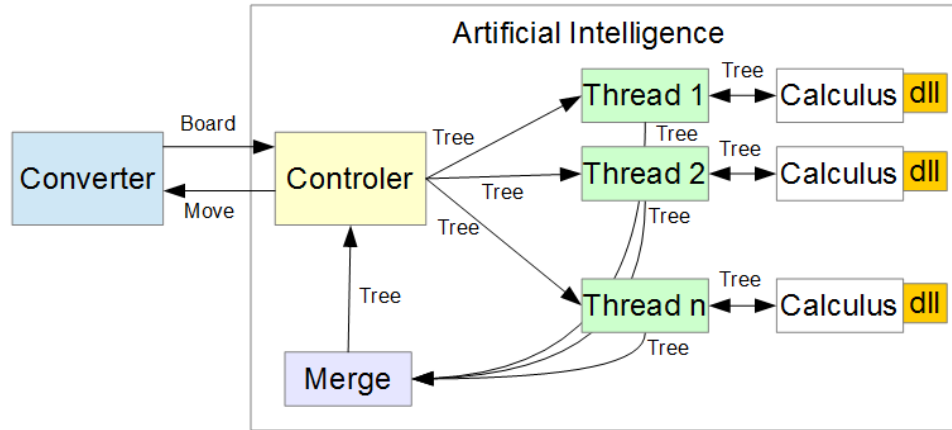 Artificial Intelligence
Converter
Board
Move
Controler
Tree
Tree
Tree
Thread 1
Tree
Calculus
dll
Tree
Thread 2
Tree
Calculus
dll
Tree
Thread n
Tree
Calculus
dll
Tree
Tree
Merge